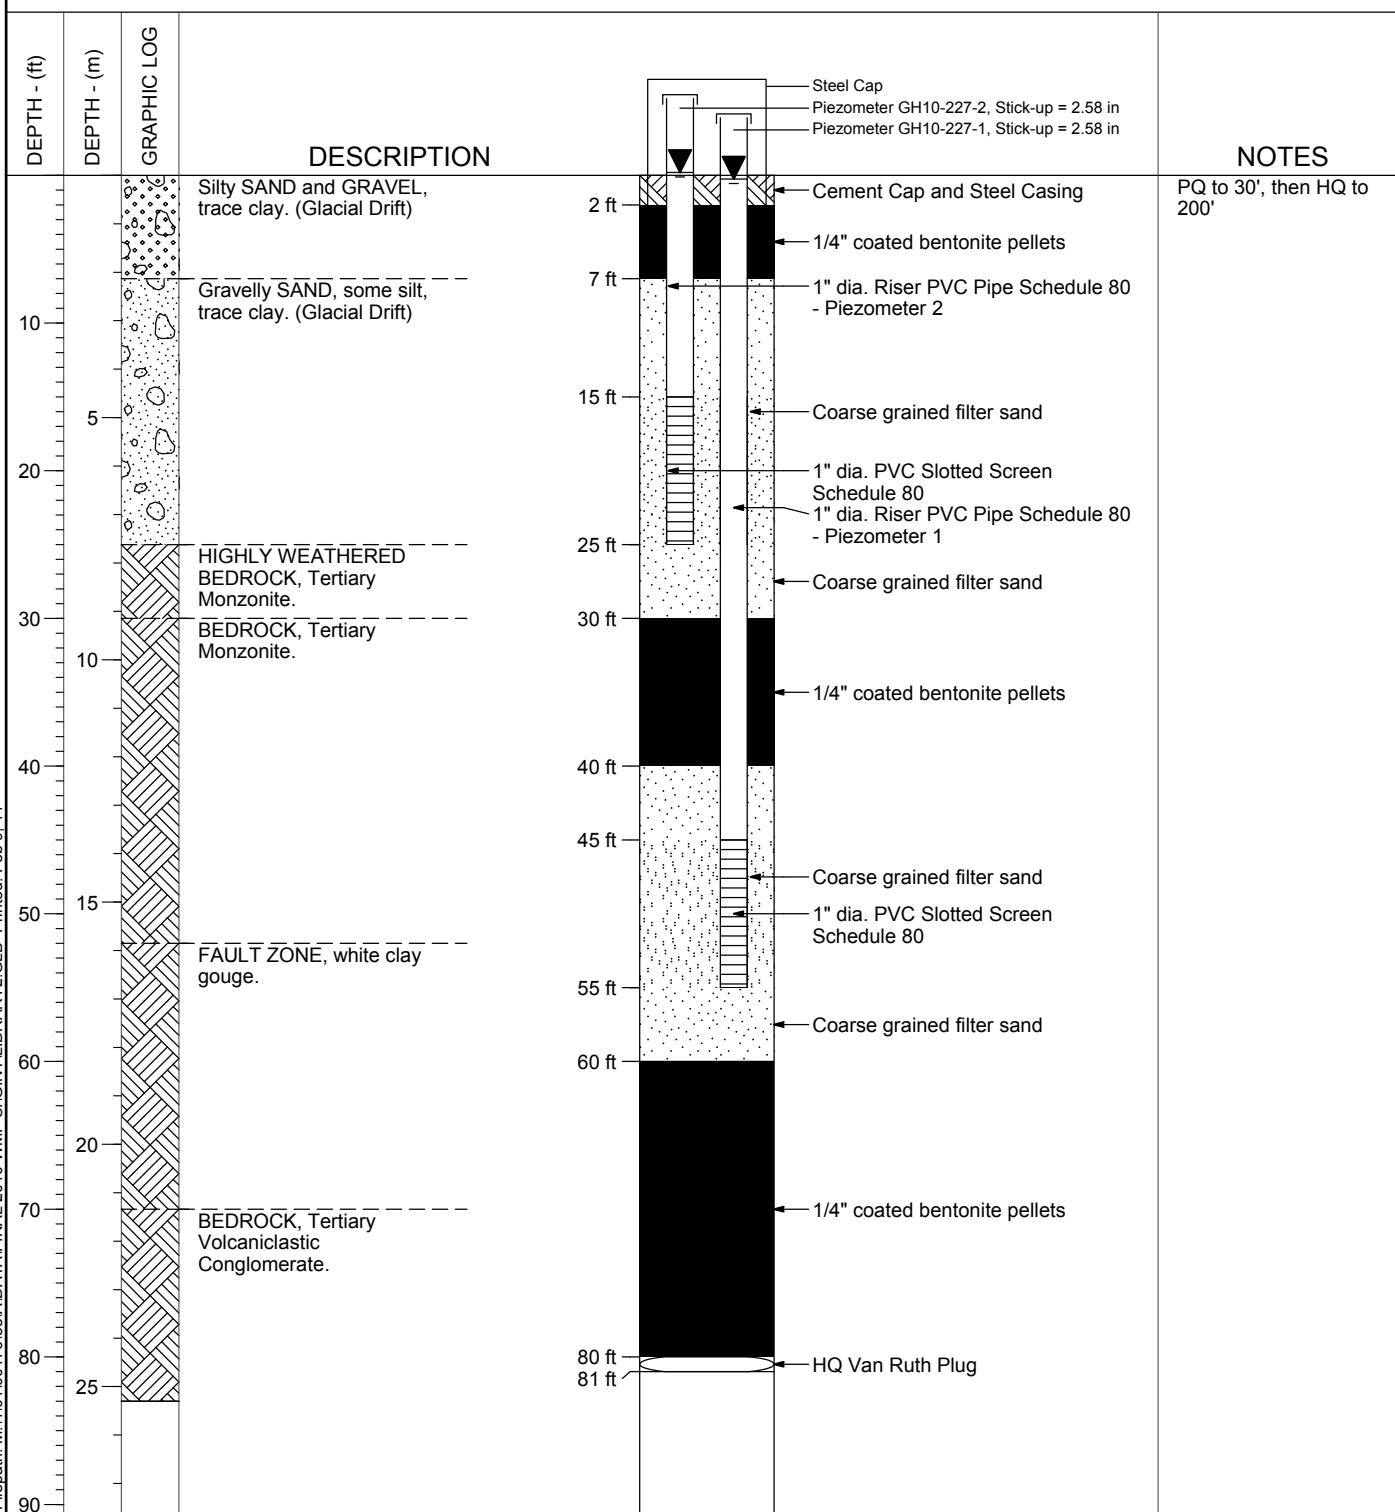 DEPTH - (ft)
DEPTH - (m)
GRAPHIC LOG
DESCRIPTION
NOTES
Steel Cap
Piezometer GH10-227-2, Stick-up = 2.58 in
Piezometer GH10-227-1, Stick-up = 2.58 in
Silty SAND and GRAVEL,
trace clay. (Glacial Drift)
2 ft
Cement Cap and Steel Casing
PQ to 30', then HQ to
200'
1/4" coated bentonite pellets
7 ft
Gravelly SAND, some silt,
trace clay. (Glacial Drift)
1" dia. Riser PVC Pipe Schedule 80
- Piezometer 2
10
15 ft
5
Coarse grained filter sand
20
1" dia. PVC Slotted Screen
Schedule 80
1" dia. Riser PVC Pipe Schedule 80
- Piezometer 1
25 ft
HIGHLY WEATHERED
BEDROCK, Tertiary
Monzonite.
Coarse grained filter sand
30
30 ft
BEDROCK, Tertiary
Monzonite.
10
1/4" coated bentonite pellets
40
40 ft
45 ft
Coarse grained filter sand
15
50
1" dia. PVC Slotted Screen
Schedule 80
FAULT ZONE, white clay
gouge.
55 ft
Coarse grained filter sand
60
60 ft
20
70
1/4" coated bentonite pellets
BEDROCK, Tertiary
Volcaniclastic
Conglomerate.
80
80 ft
HQ Van Ruth Plug
81 ft
25
90